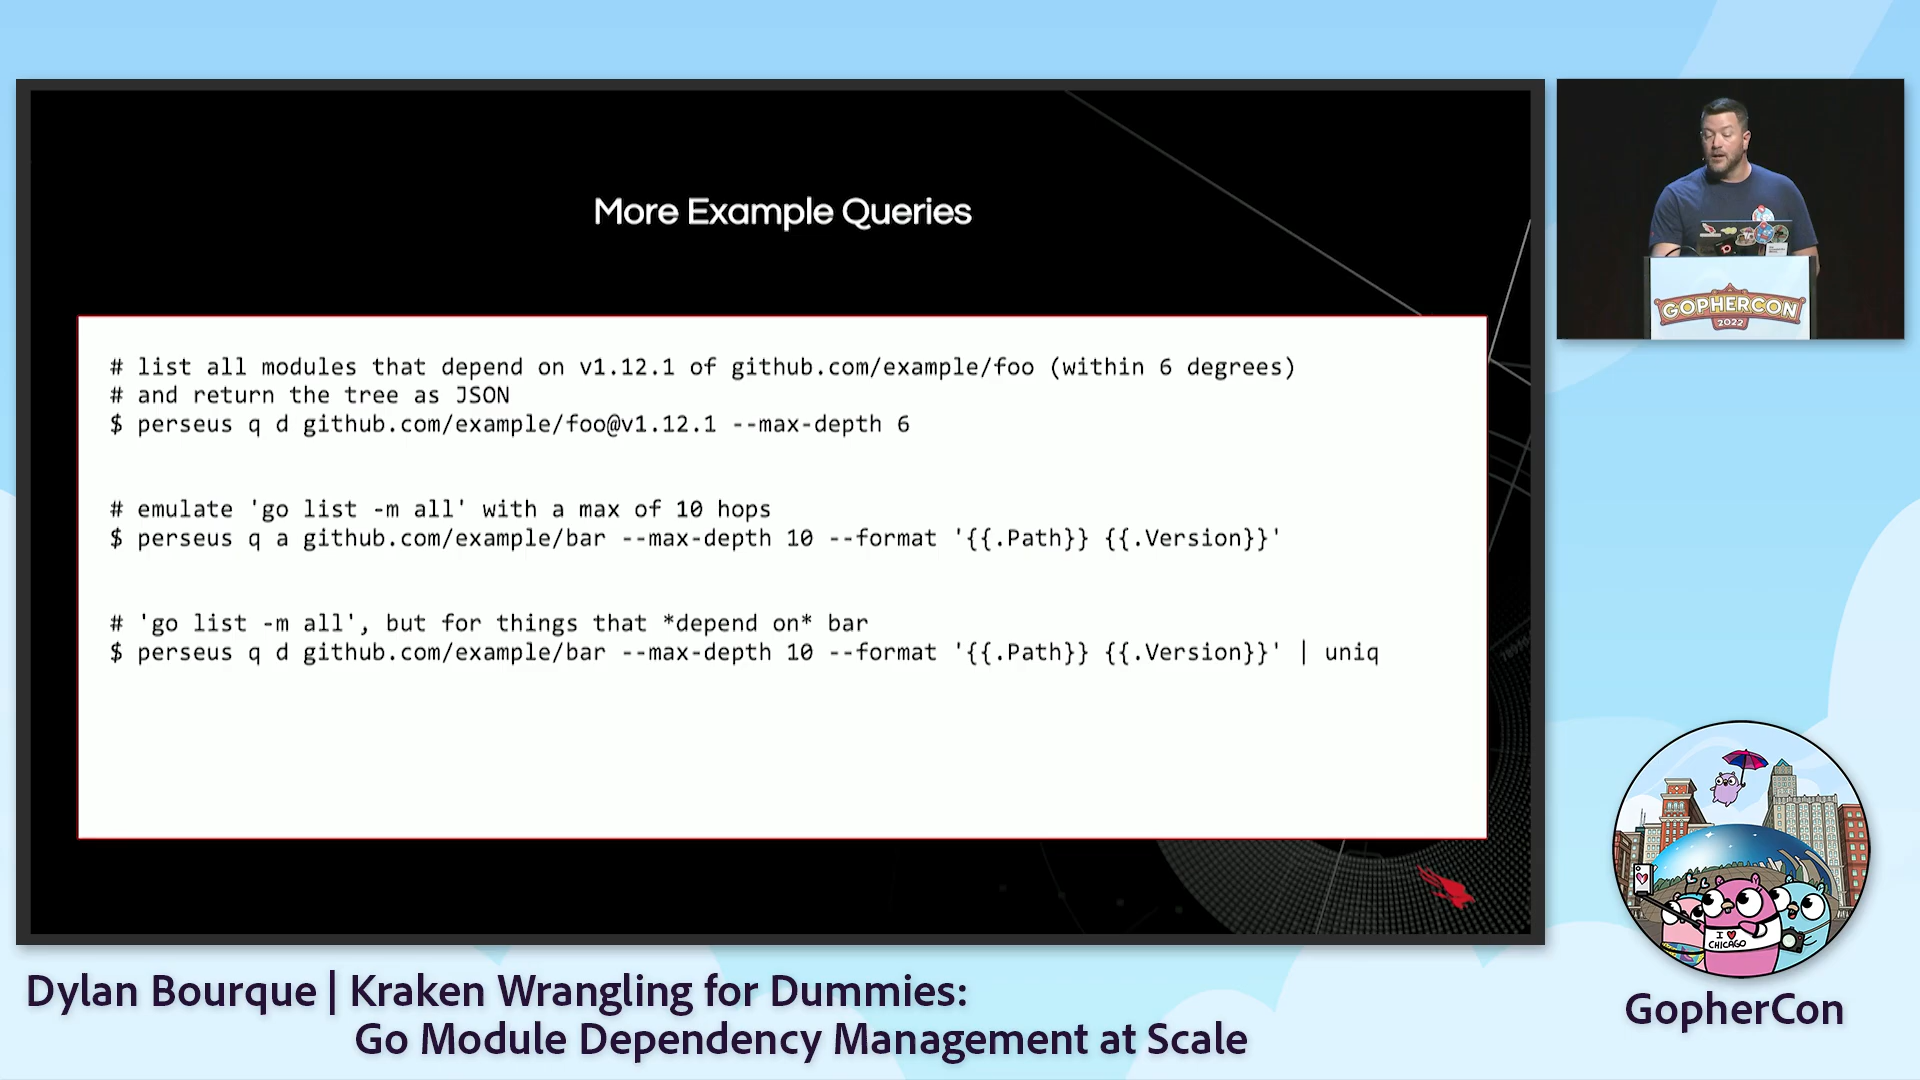 More Example Queries
# list all modules that depend on v1.12.1 of github.com/example/foo (within 6 degrees)
# and return the tree as JSON
$ perseus q d github.com/example/foo@v1.12.1 --max-depth 6
# emulate 'go list -m all' with a max of 10 hops
$ perseus q a github.com/example/bar --max-depth 10 --format '{{.Path}} {{.Version}}'
# 'go list -m all', but for things that *depend on* bar
$ perseus q d github.com/example/bar --max-depth 10 --format '{{.Path}} {{.Version}}' | uniq
GOPHERCON
2022
I ♥
CHICAGO
Dylan Bourque | Kraken Wrangling for Dummies:
Go Module Dependency Management at Scale
GopherCon